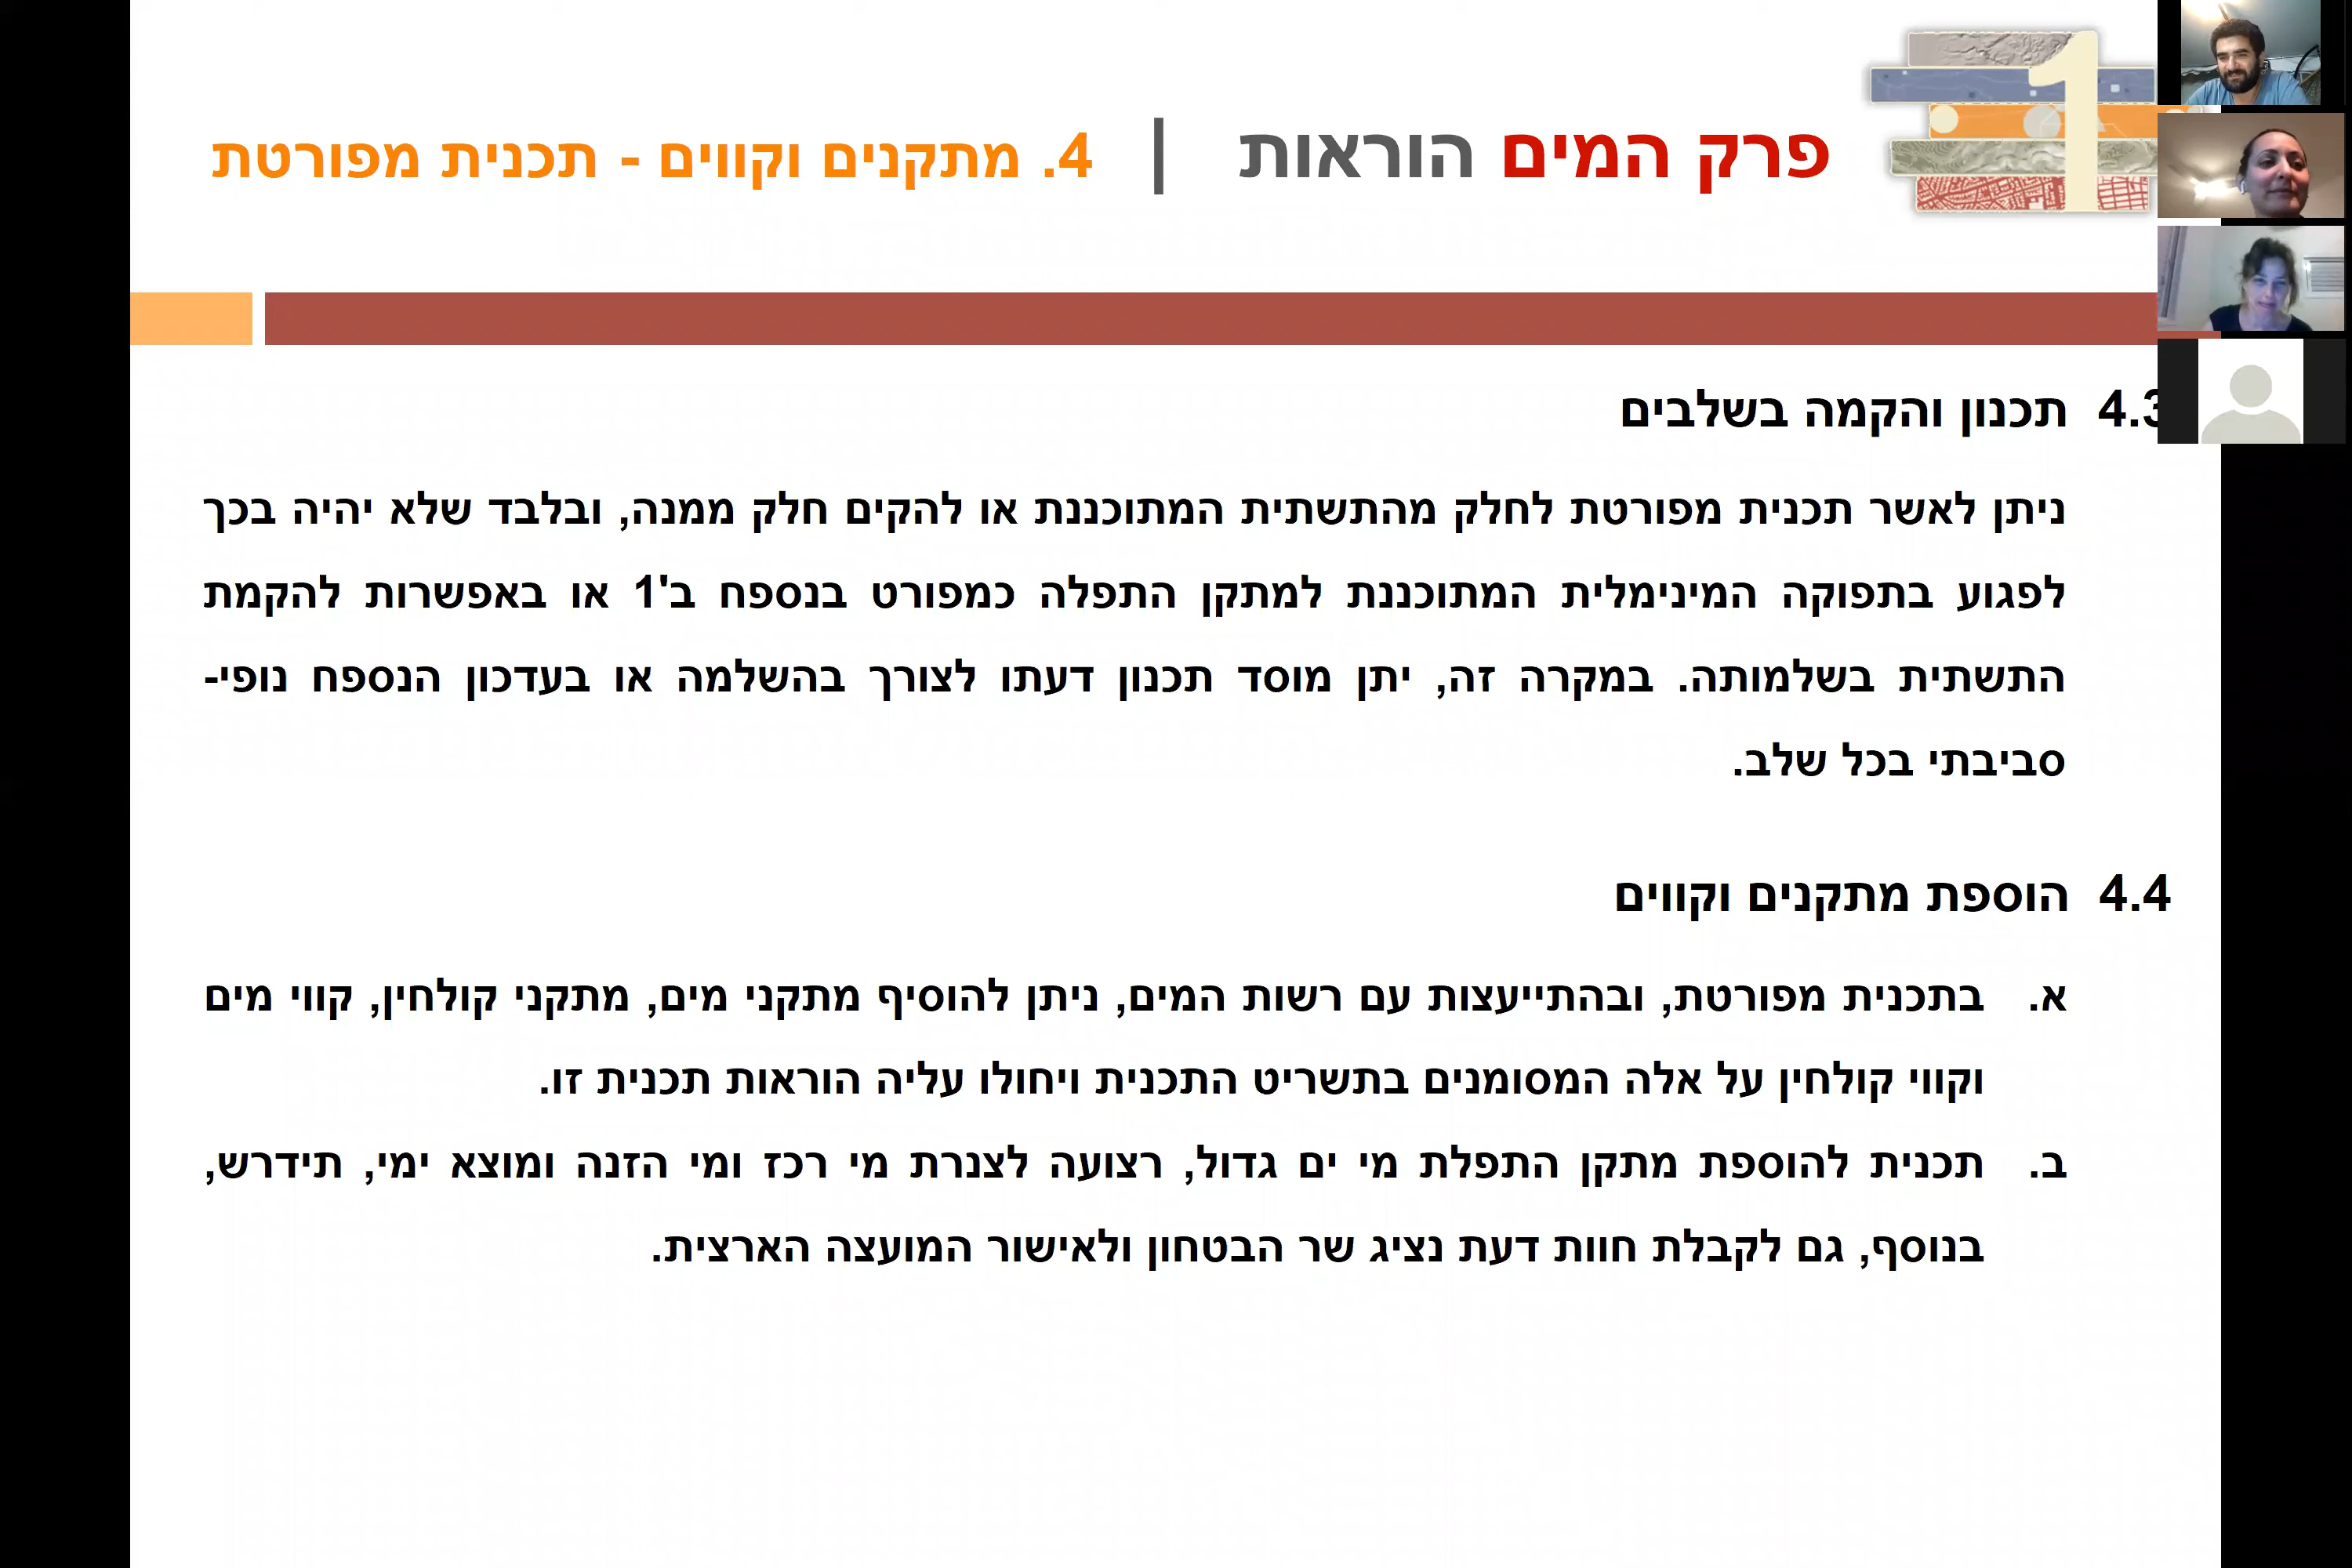 1
פרק המים הוראות | 4. מתקנים וקווים - תכנית מפורטת
4.3 תכנון והקמה בשלבים
ניתן לאשר תכנית מפורטת לחלק מהתשתית המתוכננת או להקים חלק ממנה, ובלבד שלא יהיה בכך
לפגוע בתפוקה המינימלית המתוכננת למתקן התפלה כמפורט בנספח ב'1 או באפשרות להקמת
התשתית בשלמותה. במקרה זה, יתן מוסד תכנון דעתו לצורך בהשלמה או בעדכון הנספח נופי-
סביבתי בכל שלב.
4.4 הוספת מתקנים וקווים
א. בתכנית מפורטת, ובהתייעצות עם רשות המים, ניתן להוסיף מתקני מים, מתקני קולחין, קווי מים
וקווי קולחין על אלה המסומנים בתשריט התכנית ויחולו עליה הוראות תכנית זו.
ב. תכנית להוספת מתקן התפלת מי ים גדול, רצועה לצנרת מי רכז ומי הזנה ומוצא ימי, תידרש,
בנוסף, גם לקבלת חוות דעת נציג שר הבטחון ולאישור המועצה הארצית.